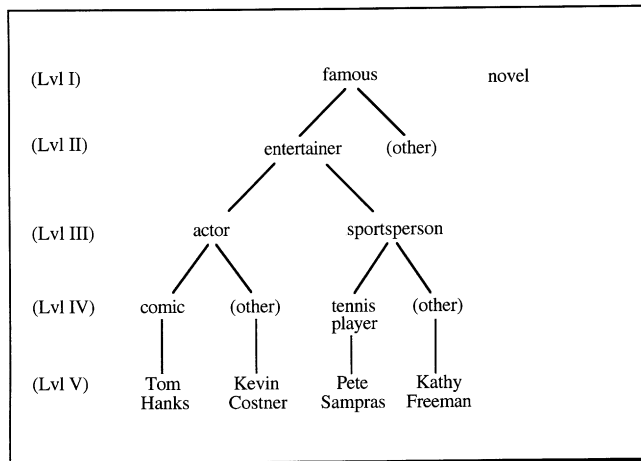 (Lvl I) famous novel
(Lvl II) entertainer (other)
(Lvl III) actor sportsperson
(Lvl IV) comic (other) tennis (other)
player
(Lvl V) Tom Kevin Pete Kathy
Hanks Costner Sampras Freeman